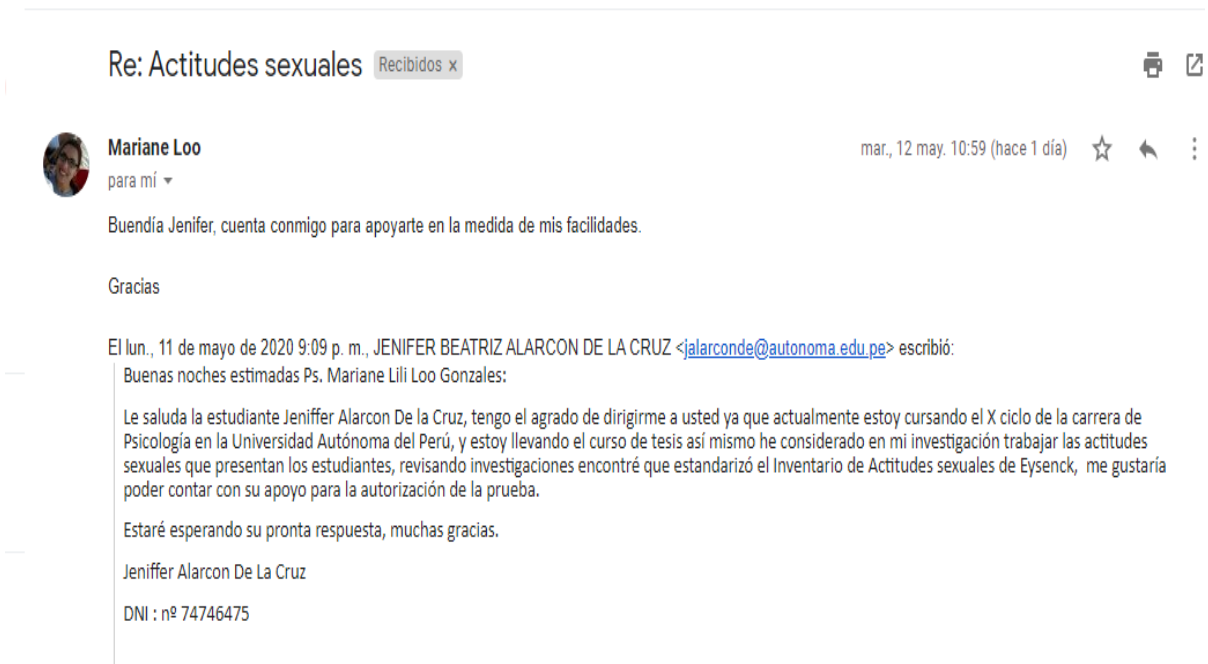 Re: Actitudes sexuales Recibidos x
Mariane Loo mar., 12 may. 10:59 (hace 1 día)
para mí
Buendía Jenifer, cuenta conmigo para apoyarte en la medida de mis facilidades.
Gracias
El lun., 11 de mayo de 2020 9:09 p. m., JENIFER BEATRIZ ALARCON DE LA CRUZ <jalarconde@autonoma.edu.pe> escribió:
Buenas noches estimadas Ps. Mariane Lili Loo Gonzales:
Le saluda la estudiante Jeniffer Alarcon De la Cruz, tengo el agrado de dirigirme a usted ya que actualmente estoy cursando el X ciclo de la carrera de
Psicología en la Universidad Autónoma del Perú, y estoy llevando el curso de tesis así mismo he considerado en mi investigación trabajar las actitudes
sexuales que presentan los estudiantes, revisando investigaciones encontré que estandarizó el Inventario de Actitudes sexuales de Eysenck, me gustaría
poder contar con su apoyo para la autorización de la prueba.
Estaré esperando su pronta respuesta, muchas gracias.
Jeniffer Alarcon De La Cruz
DNI : nº 74746475